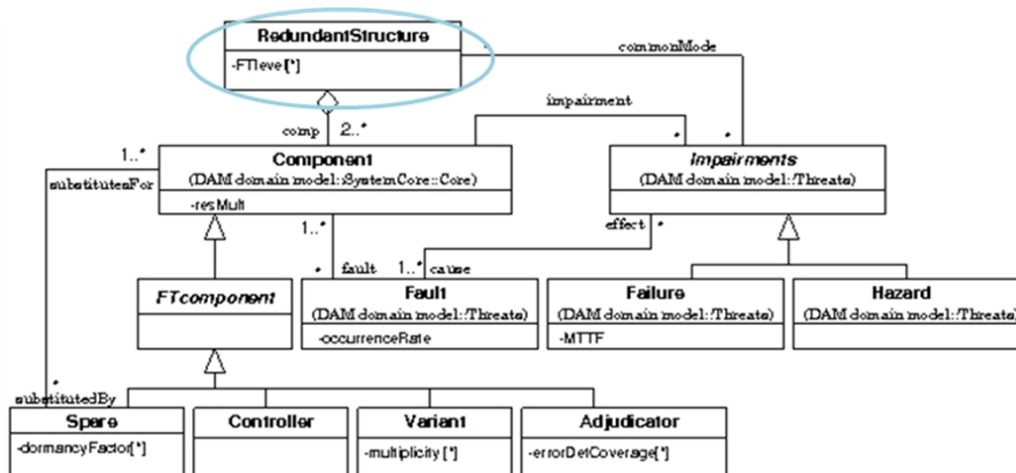 RedundantStructure
-FTlevel[*]
*
commonMode
impairment
comp
2..*
*
*
1..*
substitutesFor
Component
(DAM domain model::SystemCore::Core)
-resMult
Impairments
(DAM domain model::Threats)
1..*
effect
*
*
fault
1..*
cause
FTcomponent
Fault
(DAM domain model::Threats)
-occurrenceRate
Failure
(DAM domain model::Threats)
-MTTF
Hazard
(DAM domain model::Threats)
*
substitutedBy
Spare
-dormancyFactor[*]
Controller
Variant
-multiplicity[*]
Adjudicator
-errorDetCoverage[*]